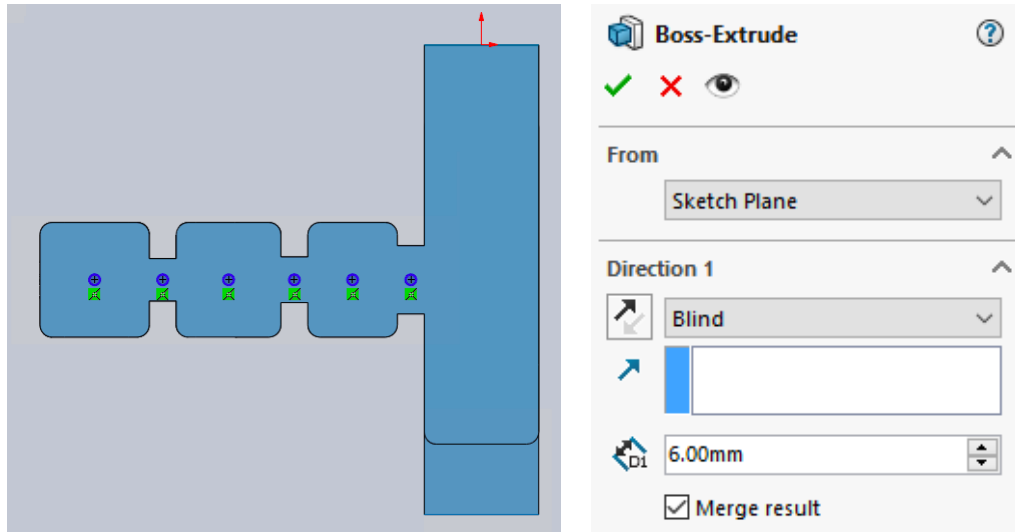 Boss-Extrude
From
Sketch Plane
Direction 1
Blind
D1
6.00mm
Merge result